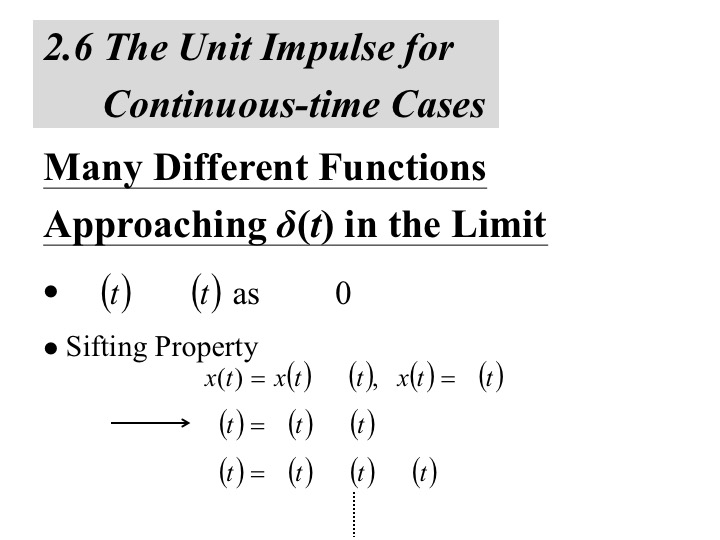 2.6 The Unit Impulse for
Continuous-time Cases
Many Different Functions
Approaching δ(t) in the Limit
● (t) (t) as 0
● Sifting Property
x(t) = x(t) (t), x(t) = (t)
(t) = (t) (t)
(t) = (t) (t) (t)